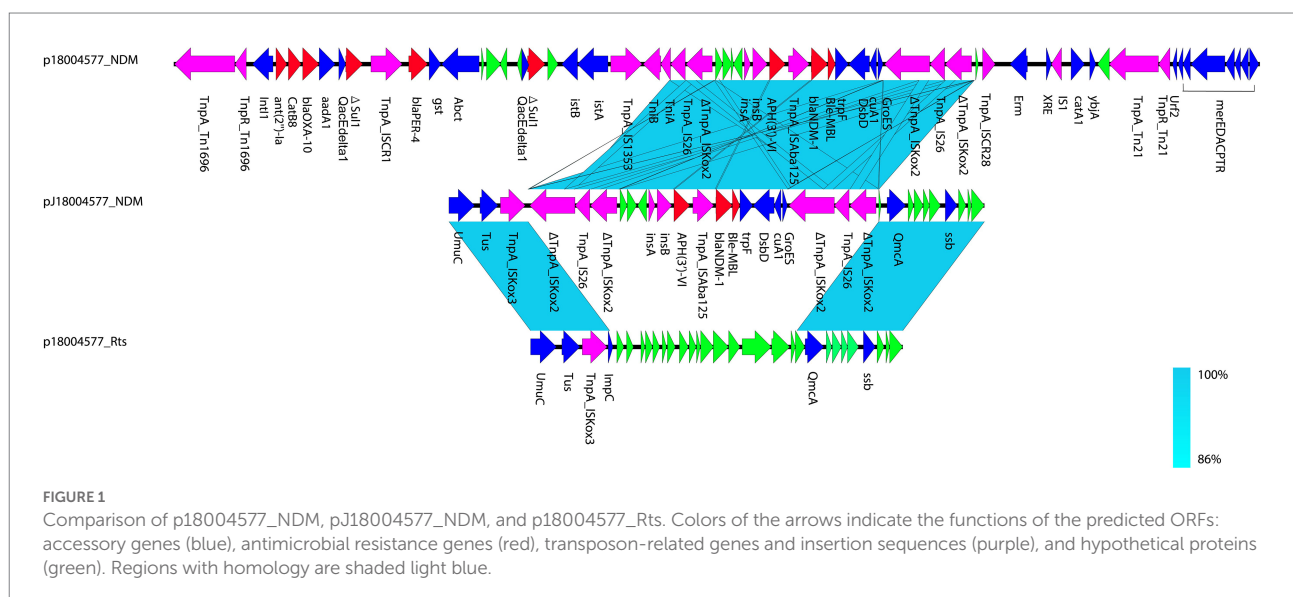 p18004577_NDM
TnpA_Tn1696
TnpR_Tn1696
IntI1
ant(2")-Ia
CatB8
blaOXA-10
aadA1
QacEdelta1
Δ Sul1
TnpA_ISCR1
blaPER-4
gst
Abct
QacEdelta1
Δ Sul1
istB
istA
TnpA_IS1353
TniB
TniA
TnpA_IS26
ΔTnpA_ISKox2
insA
insB
APH(3')-VI
TnpA_ISAba125
blaNDM-1
Ble-MBL
trpF
DsbD
cuA1
GroES
ΔTnpA_ISKox2
TnpA_IS26
ΔTnpA_ISKox2
TnpA_ISCR28
Erm
XRE
IS1
catA1
ybjA
TnpA_Tn21
TnpR_Tn21
Urf2
merEDACPTR
pJ18004577_NDM
UmuC
Tus
TnpA_ISKox3
ΔTnpA_ISKox2
TnpA_IS26
ΔTnpA_ISKox2
insA
insB
APH(3')-VI
TnpA_ISAba125
blaNDM-1
Ble-MBL
trpF
DsbD
cuA1
GroES
ΔTnpA_ISKox2
TnpA_IS26
ΔTnpA_ISKox2
QmcA
ssb
p18004577_Rts
UmuC
Tus
TnpA_ISKox3
ImpC
QmcA
ssb
100%
86%
FIGURE 1
Comparison of p18004577_NDM, pJ18004577_NDM, and p18004577_Rts. Colors of the arrows indicate the functions of the predicted ORFs:
accessory genes (blue), antimicrobial resistance genes (red), transposon-related genes and insertion sequences (purple), and hypothetical proteins
(green). Regions with homology are shaded light blue.